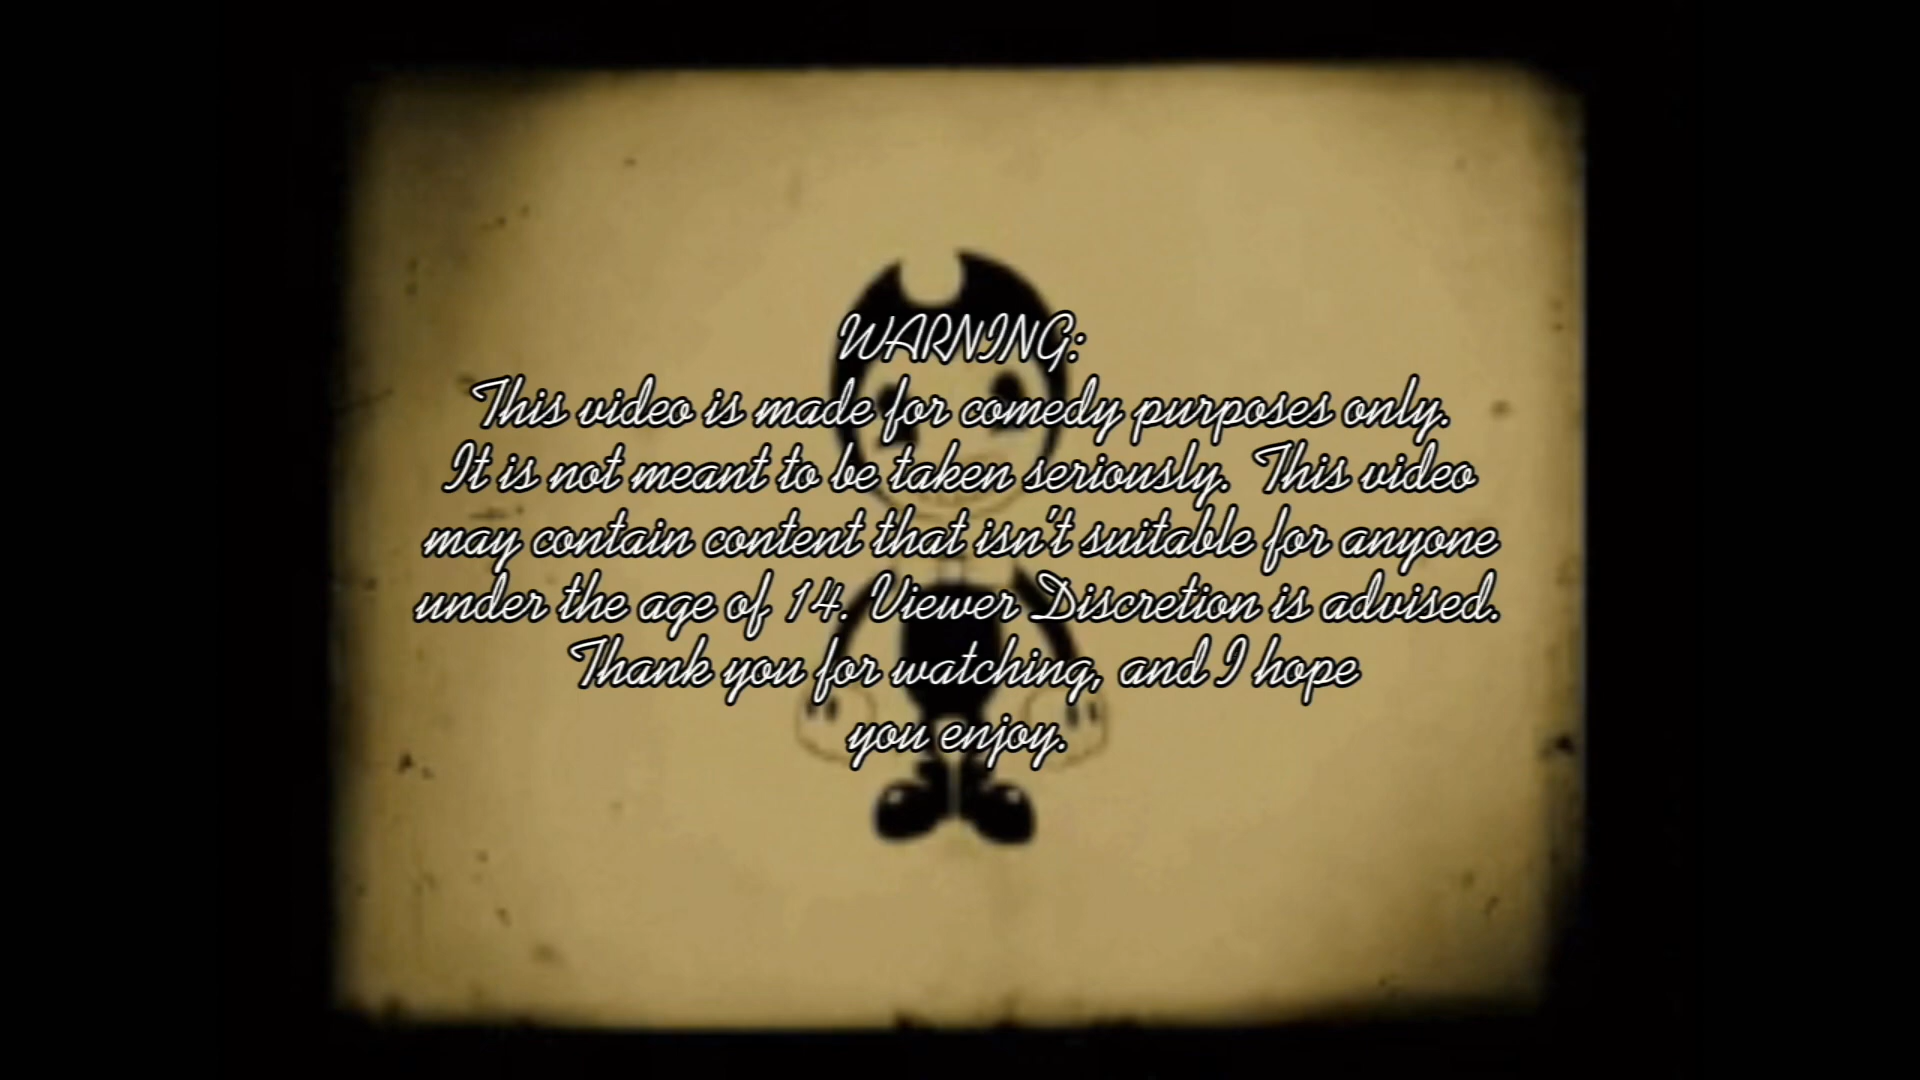 WARNING:
This video is made for comedy purposes only.
It is not meant to be taken seriously. This video
may contain content that isn't suitable for anyone
under the age of 14. Viewer Discretion is advised.
Thank you for watching, and I hope
you enjoy.